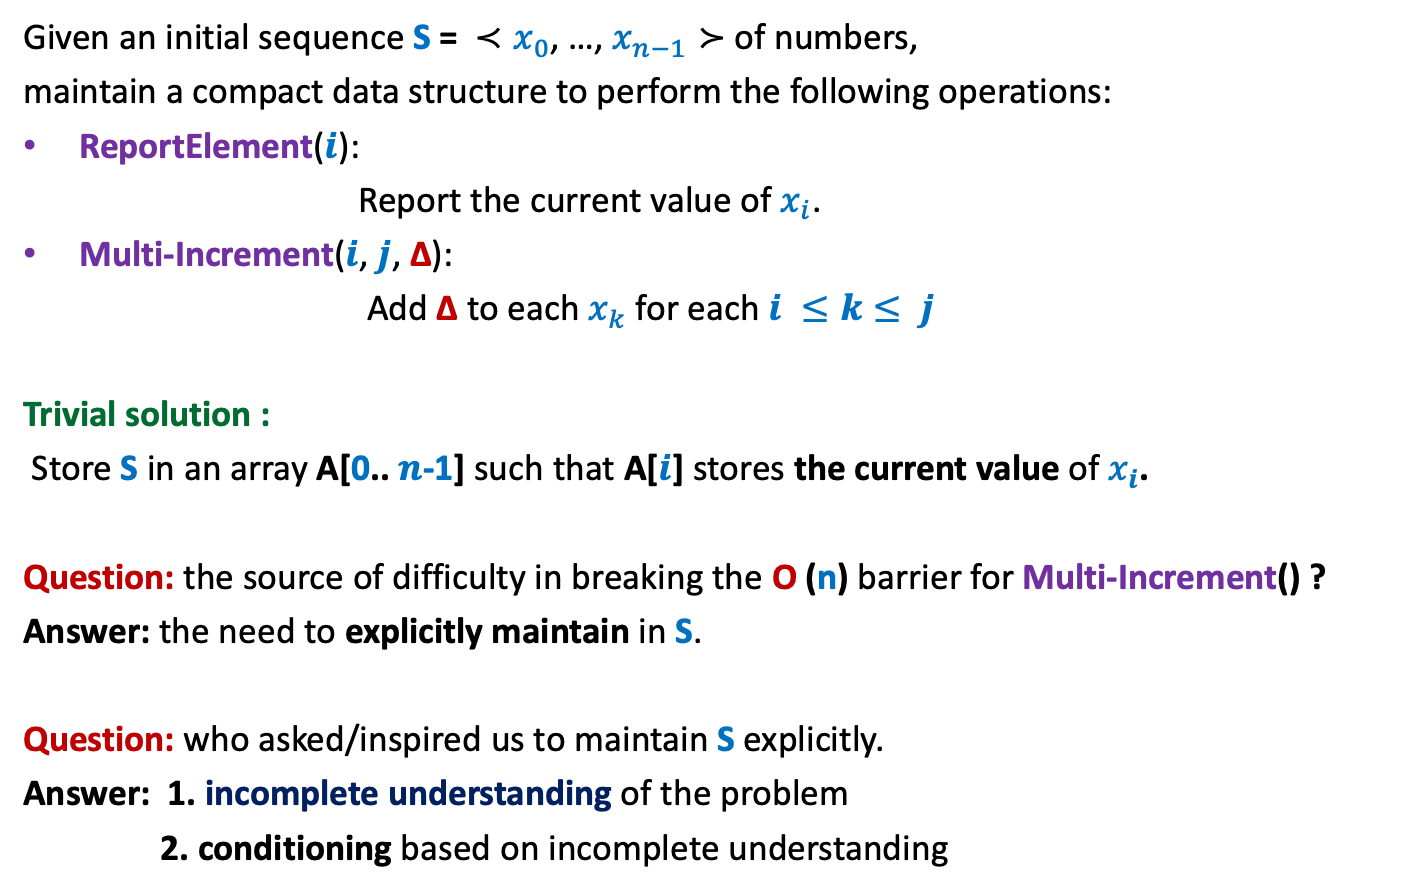 Given an initial sequence S = ≺ x₀, …, xₙ₋₁ ≻ of numbers,
maintain a compact data structure to perform the following operations:
• ReportElement(i):
Report the current value of xᵢ.
• Multi-Increment(i, j, Δ):
Add Δ to each xₖ for each i ≤ k ≤ j
Trivial solution :
Store S in an array A[0.. n-1] such that A[i] stores the current value of xᵢ.
Question: the source of difficulty in breaking the O (n) barrier for Multi-Increment() ?
Answer: the need to explicitly maintain in S.
Question: who asked/inspired us to maintain S explicitly.
Answer: 1. incomplete understanding of the problem
2. conditioning based on incomplete understanding